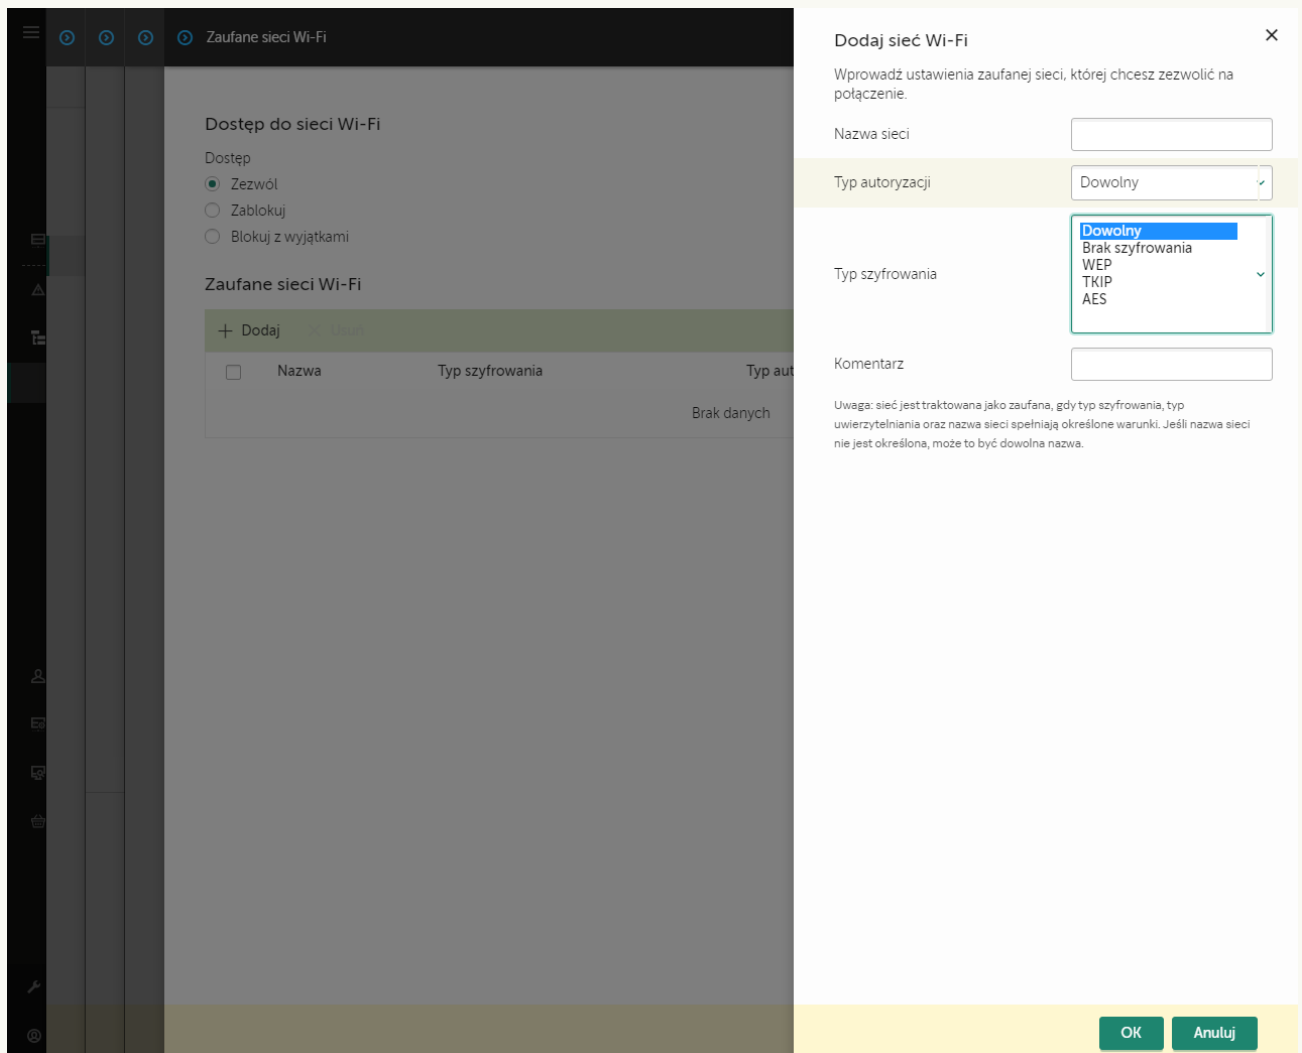 Zaufane sieci Wi-Fi
Dostęp do sieci Wi-Fi
Dostęp
Zezwól
Zablokuj
Blokuj z wyjątkami
Zaufane sieci Wi-Fi
Dodaj Usuń
Nazwa Typ szyfrowania Typ aut
Brak danych
Dodaj sieć Wi-Fi
Wprowadź ustawienia zaufanej sieci, której chcesz zezwolić na
połączenie.
Nazwa sieci
Typ autoryzacji Dowolny
Typ szyfrowania
Dowolny
Brak szyfrowania
WEP
TKIP
AES
Komentarz
Uwaga: sieć jest traktowana jako zaufana, gdy typ szyfrowania, typ
uwierzytelniania oraz nazwa sieci spełniają określone warunki. Jeśli nazwa sieci
nie jest określona, może to być dowolna nazwa.
OK Anuluj